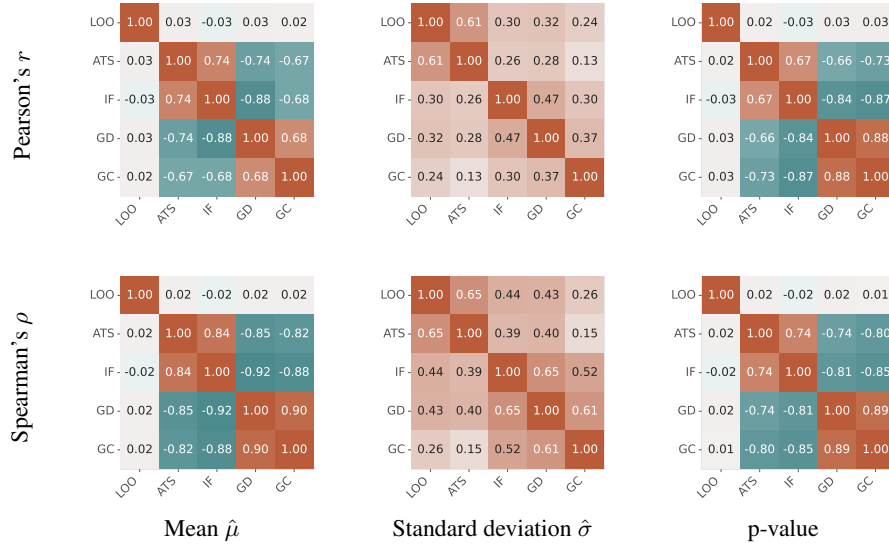 Pearson's r
LOO 1.00 0.03 -0.03 0.03 0.02
ATS 0.03 1.00 0.74 -0.74 -0.67
IF -0.03 0.74 1.00 -0.88 -0.68
GD 0.03 -0.74 -0.88 1.00 0.68
GC 0.02 -0.67 -0.68 0.68 1.00
LOO ATS IF GD GC
LOO 1.00 0.61 0.30 0.32 0.24
ATS 0.61 1.00 0.26 0.28 0.13
IF 0.30 0.26 1.00 0.47 0.30
GD 0.32 0.28 0.47 1.00 0.37
GC 0.24 0.13 0.30 0.37 1.00
LOO ATS IF GD GC
LOO 1.00 0.02 -0.03 0.03 0.03
ATS 0.02 1.00 0.67 -0.66 -0.73
IF -0.03 0.67 1.00 -0.84 -0.87
GD 0.03 -0.66 -0.84 1.00 0.88
GC 0.03 -0.73 -0.87 0.88 1.00
LOO ATS IF GD GC
Spearman's ρ
LOO 1.00 0.02 -0.02 0.02 0.02
ATS 0.02 1.00 0.84 -0.85 -0.82
IF -0.02 0.84 1.00 -0.92 -0.88
GD 0.02 -0.85 -0.92 1.00 0.90
GC 0.02 -0.82 -0.88 0.90 1.00
LOO ATS IF GD GC
LOO 1.00 0.65 0.44 0.43 0.26
ATS 0.65 1.00 0.39 0.40 0.15
IF 0.44 0.39 1.00 0.65 0.52
GD 0.43 0.40 0.65 1.00 0.61
GC 0.26 0.15 0.52 0.61 1.00
LOO ATS IF GD GC
LOO 1.00 0.02 -0.02 0.02 0.01
ATS 0.02 1.00 0.74 -0.74 -0.80
IF -0.02 0.74 1.00 -0.81 -0.85
GD 0.02 -0.74 -0.81 1.00 0.89
GC 0.01 -0.80 -0.85 0.89 1.00
LOO ATS IF GD GC
Mean μ̂
Standard deviation σ̂
p-value